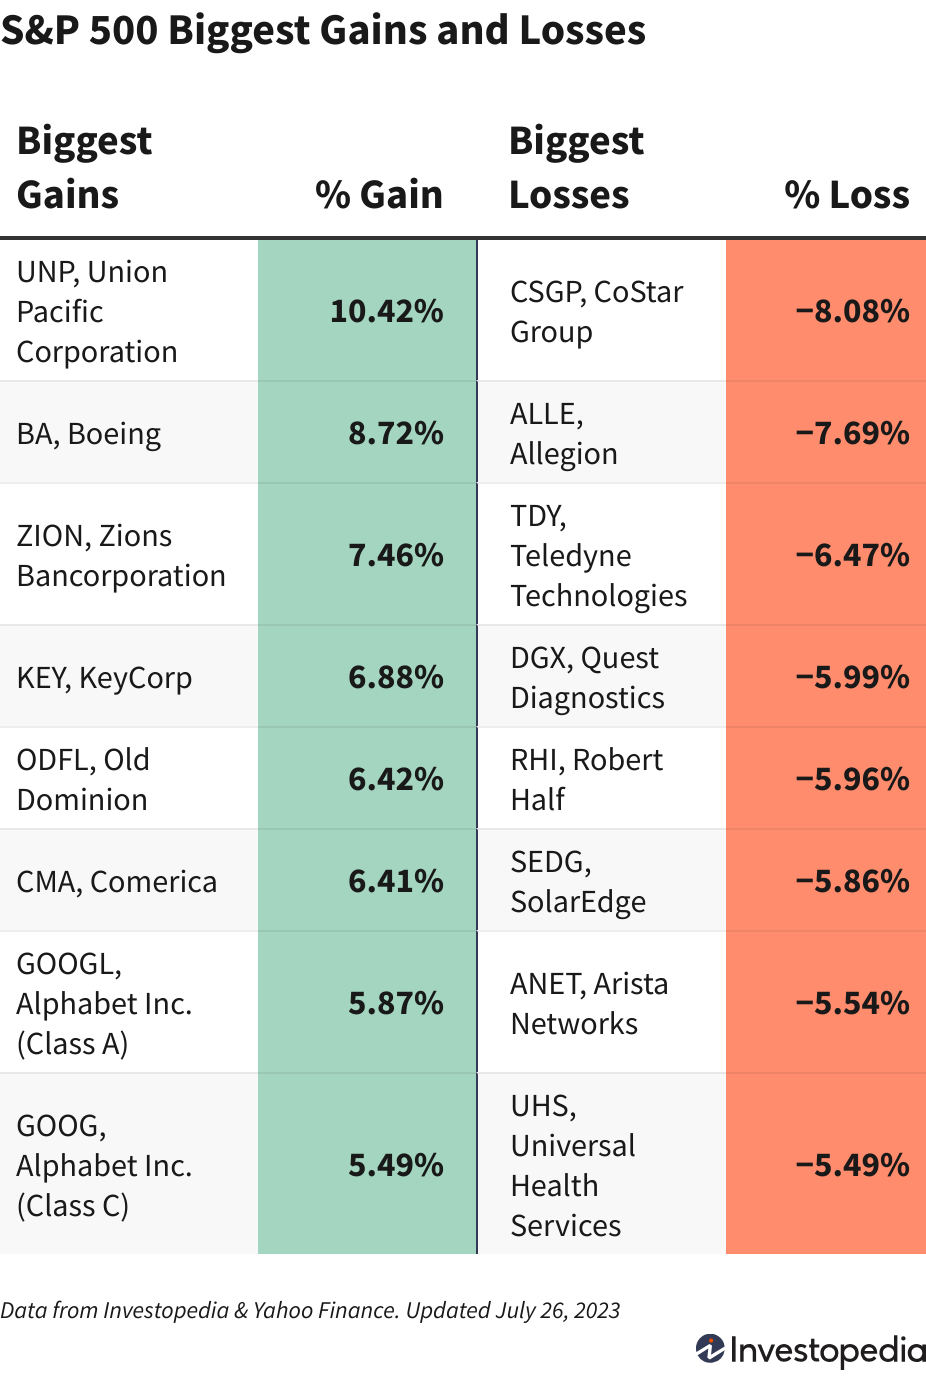 S&P 500 Biggest Gains and Losses
Biggest
Gains
% Gain
Biggest
Losses
% Loss
UNP, Union
Pacific
Corporation
10.42%
CSGP, CoStar
Group
−8.08%
BA, Boeing
8.72%
ALLE,
Allegion
−7.69%
ZION, Zions
Bancorporation
7.46%
TDY,
Teledyne
Technologies
−6.47%
KEY, KeyCorp
6.88%
DGX, Quest
Diagnostics
−5.99%
ODFL, Old
Dominion
6.42%
RHI, Robert
Half
−5.96%
CMA, Comerica
6.41%
SEDG,
SolarEdge
−5.86%
GOOGL,
Alphabet Inc.
(Class A)
5.87%
ANET, Arista
Networks
−5.54%
GOOG,
Alphabet Inc.
(Class C)
5.49%
UHS,
Universal
Health
Services
−5.49%
Data from Investopedia & Yahoo Finance. Updated July 26, 2023
Investopedia